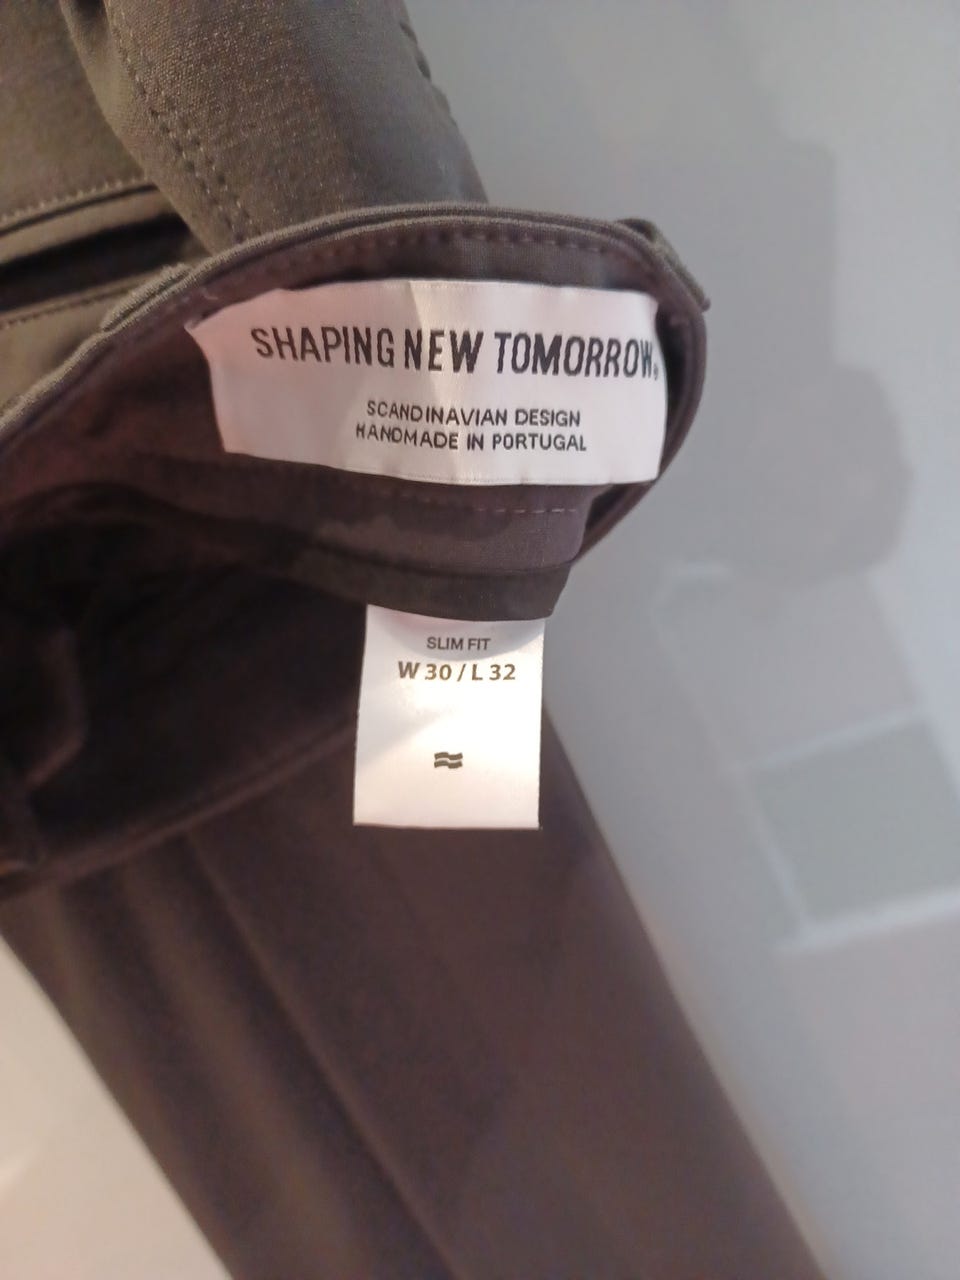 SHAPING NEW TOMORROW®
SCANDINAVIAN DESIGN
HANDMADE IN PORTUGAL
SLIM FIT
W 30 / L 32